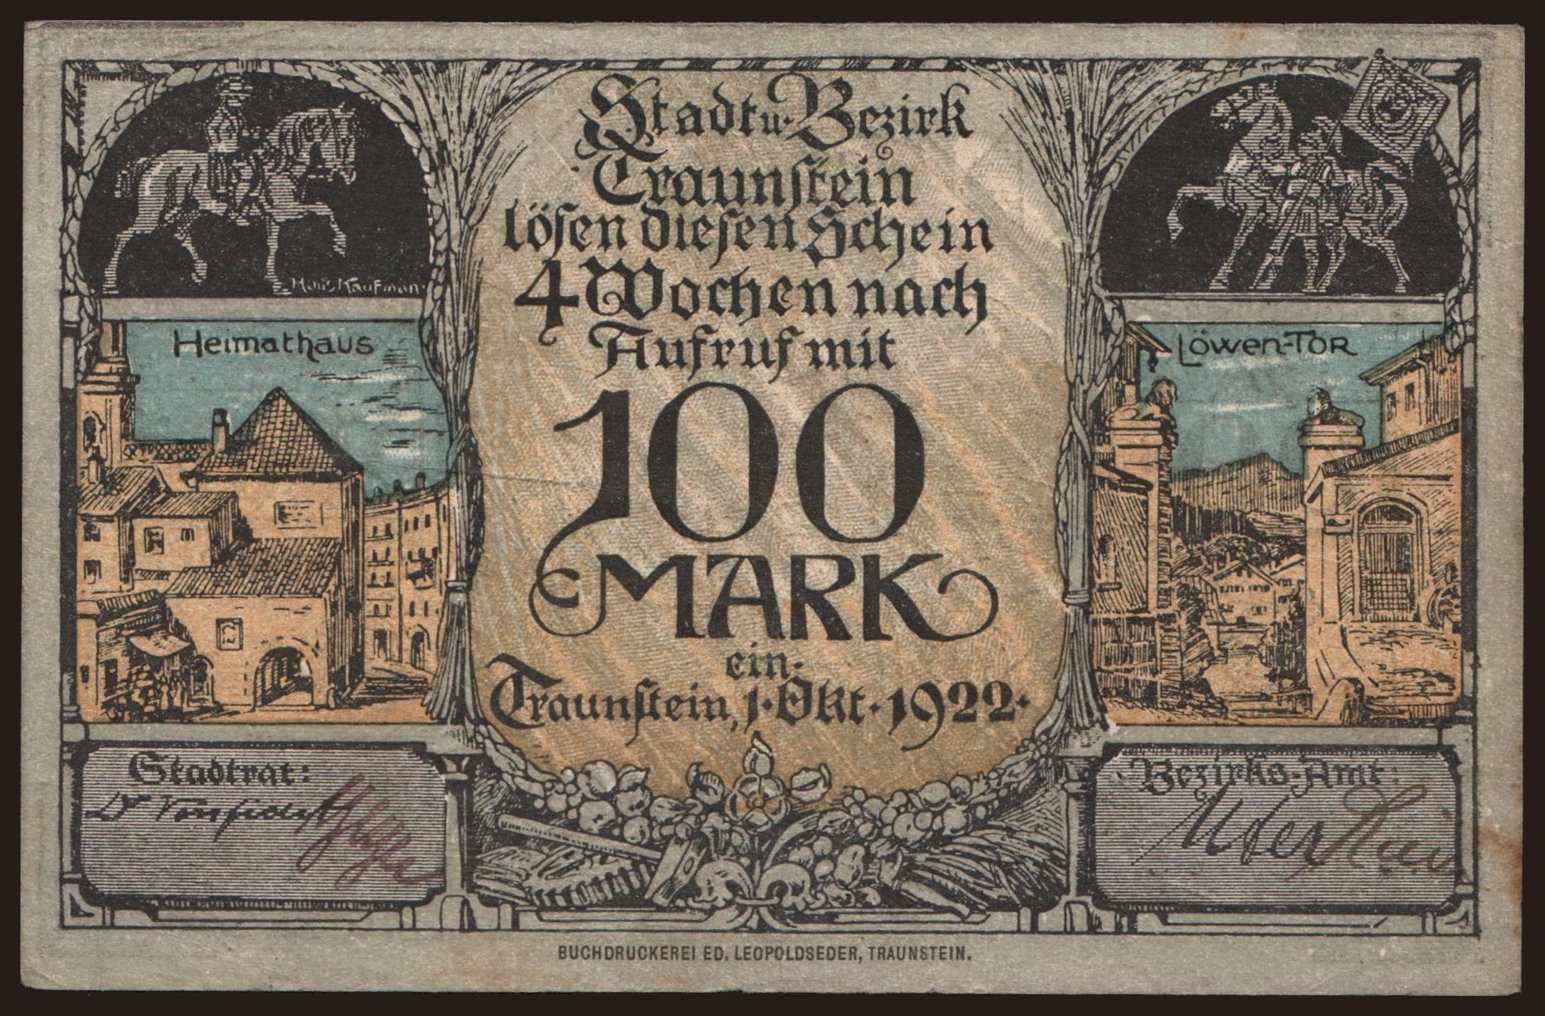 Stadt u. Bezirk
Traunstein
lösen diesen Schein
4 Wochen nach
Aufruf mit
100
MARK
ein.
Traunstein, 1. Okt. 1922.
Heimathaus
LÖWEN-TOR
Stadtrat:
Dr
Bezirks-Amt:
BUCHDRUCKEREI ED. LEOPOLDSEDER, TRAUNSTEIN.